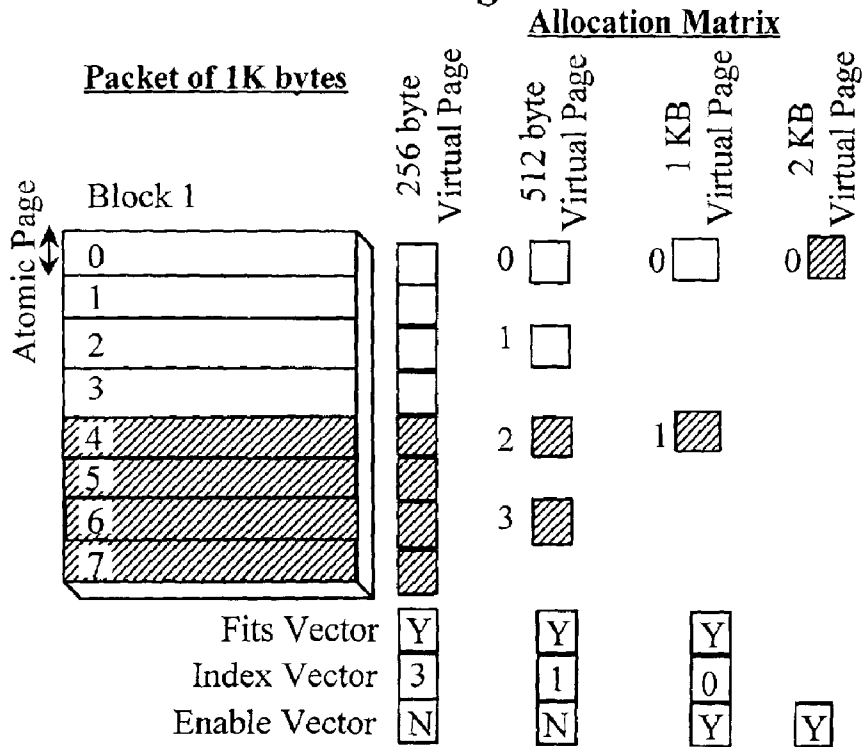 Allocation Matrix
Packet of 1K bytes
256 byte
Virtual Page
512 byte
Virtual Page
1 KB
Virtual Page
2 KB
Virtual Page
Block 1
Atomic Page
0
1
2
3
4
5
6
7
0
1
2
3
0
1
0
Fits Vector Y Y Y
Index Vector 3 1 0
Enable Vector N N Y Y